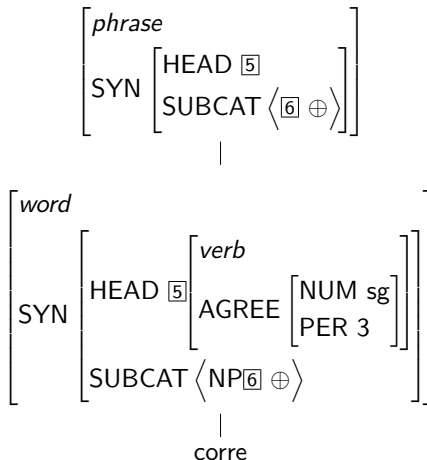 phrase
SYN
HEAD 5
SUBCAT ⟨6 ⊕⟩
word
SYN
HEAD 5
verb
AGREE
NUM sg
PER 3
SUBCAT ⟨NP6 ⊕⟩
corre